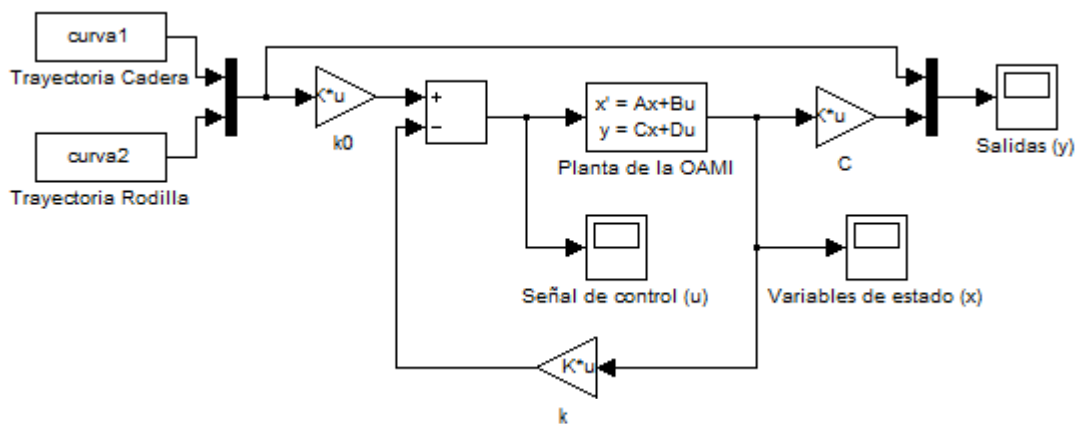 curva1
Trayectoria Cadera
curva2
Trayectoria Rodilla
K*u
k0
+
−
x' = Ax+Bu
y = Cx+Du
Planta de la OAMI
K*u
C
Salidas (y)
Señal de control (u)
Variables de estado (x)
K*u
k